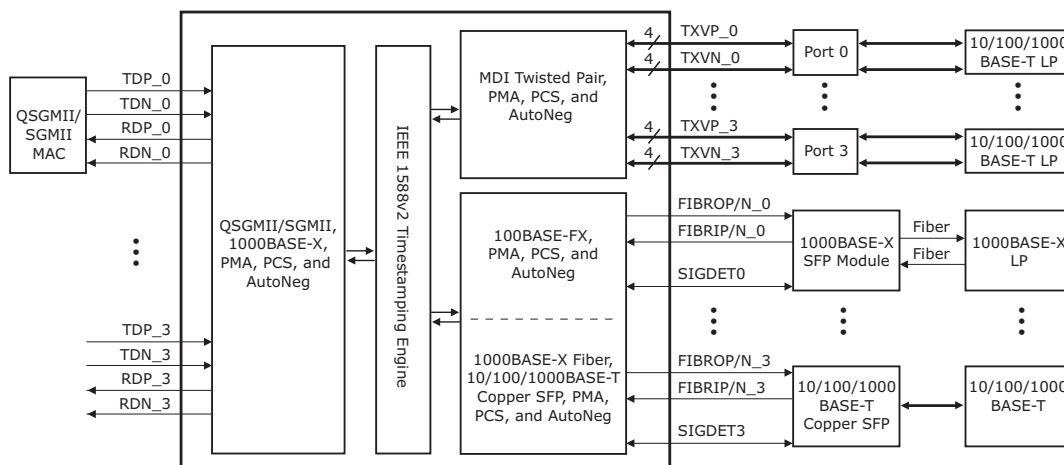 QSGMII/
SGMII
MAC
TDP_0
TDN_0
RDP_0
RDN_0
TDP_3
TDN_3
RDP_3
RDN_3
QSGMII/SGMII,
1000BASE-X,
PMA, PCS, and
AutoNeg
IEEE 1588v2 Timestamping Engine
MDI Twisted Pair,
PMA, PCS, and
AutoNeg
100BASE-FX,
PMA, PCS, and
AutoNeg
1000BASE-X Fiber,
10/100/1000BASE-T
Copper SFP, PMA,
PCS, and AutoNeg
4 TXVP_0
4 TXVN_0
4 TXVP_3
4 TXVN_3
Port 0
Port 3
10/100/1000
BASE-T LP
10/100/1000
BASE-T LP
FIBROP/N_0
FIBRIP/N_0
SIGDET0
1000BASE-X
SFP Module
Fiber
Fiber
1000BASE-X
LP
FIBROP/N_3
FIBRIP/N_3
SIGDET3
10/100/1000
BASE-T
Copper SFP
10/100/1000
BASE-T